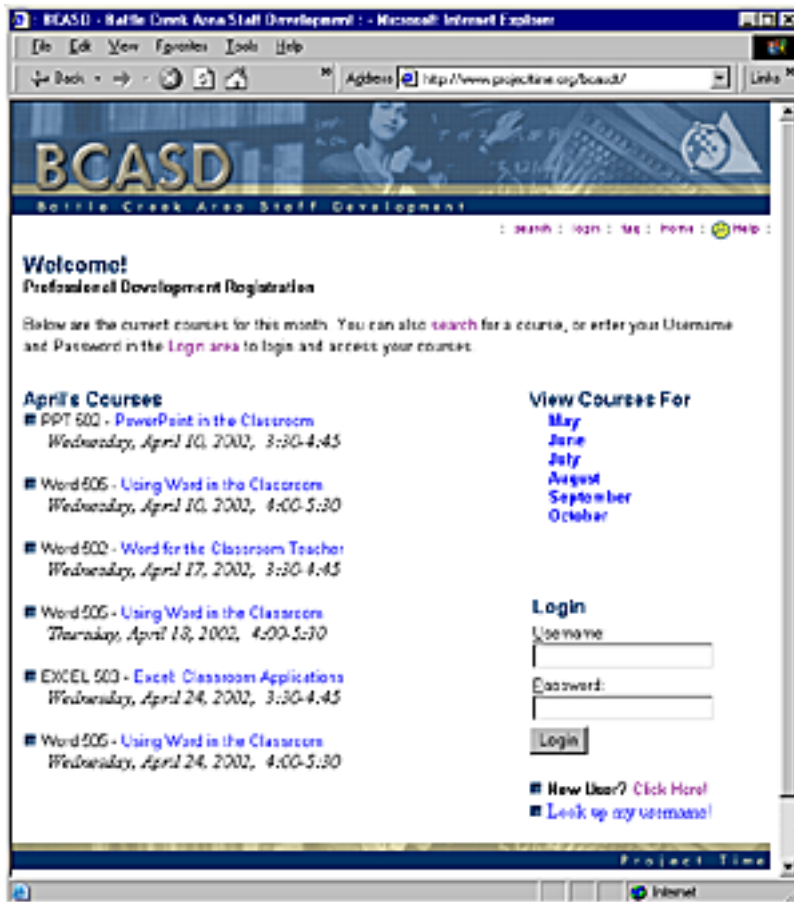 BCASD - Battle Creek Area Staff Development : - Microsoft Internet Explorer
File Edit View Favorites Tools Help
Back Address http://www.projecttime.org/bcasd/ Links
BCASD
Battle Creek Area Staff Development
: search : login : faq : home : Help :
Welcome!
Professional Development Registration
Below are the current courses for this month. You can also search for a course, or enter your Username
and Password in the Login area to login and access your courses.
April's Courses
PPT 502 - PowerPoint in the Classroom
Wednesday, April 10, 2002, 3:30-4:45
Word 505 - Using Word in the Classroom
Wednesday, April 10, 2002, 4:00-5:30
Word 502 - Word for the Classroom Teacher
Wednesday, April 17, 2002, 3:30-4:45
Word 505 - Using Word in the Classroom
Thursday, April 18, 2002, 4:00-5:30
EXCEL 503 - Excel: Classroom Applications
Wednesday, April 24, 2002, 3:30-4:45
Word 505 - Using Word in the Classroom
Wednesday, April 24, 2002, 4:00-5:30
View Courses For
May
June
July
August
September
October
Login
Username:
Password:
Login
New User? Click Here!
Look up my username!
Project Time
Internet